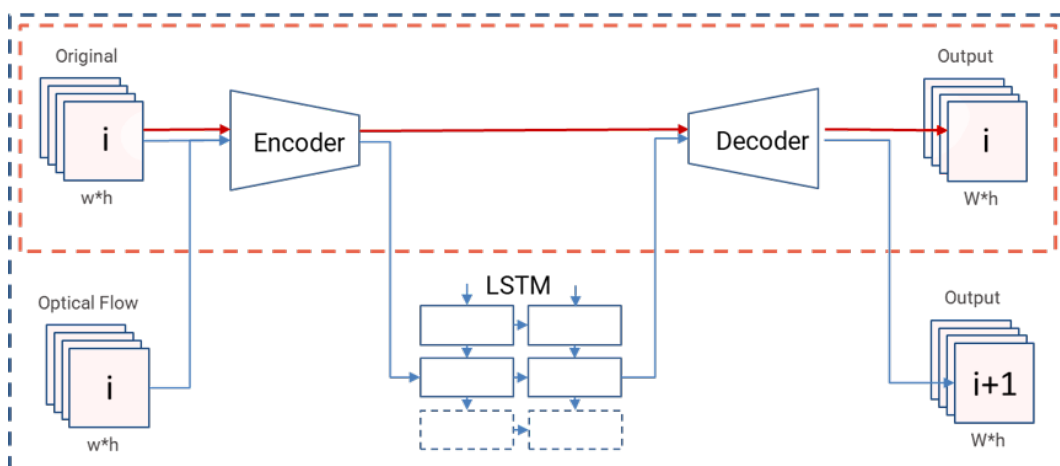 Original
Output
i
Encoder
Decoder
i
w*h
W*h
Optical Flow
LSTM
Output
i
i+1
w*h
W*h